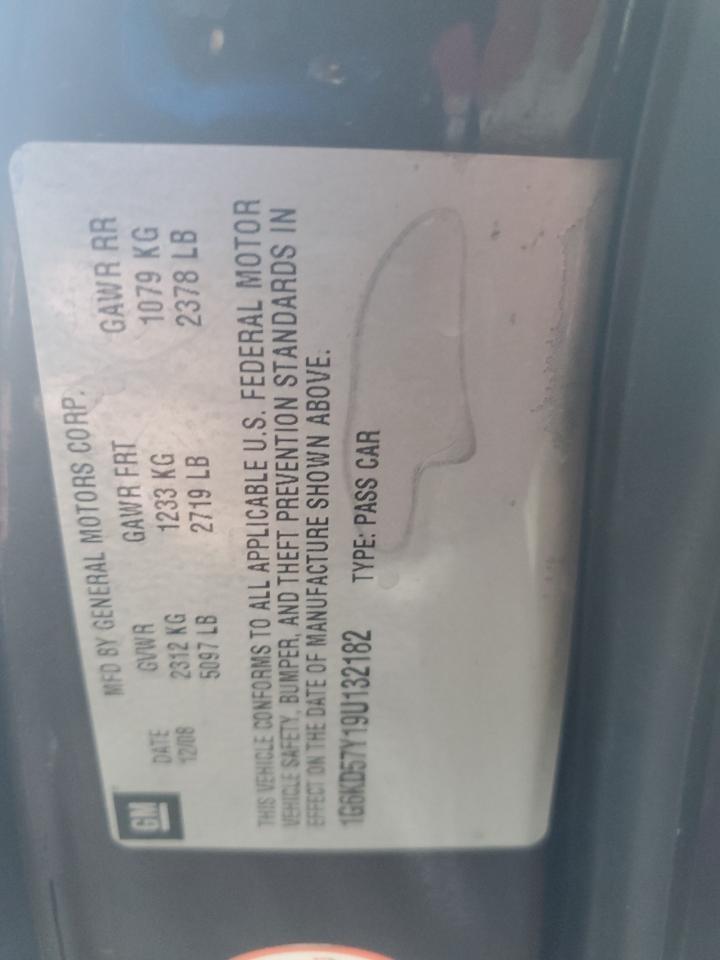 GM
MFD BY GENERAL MOTORS CORP.
DATE GVWR GAWR FRT GAWR RR
12/08 2312 KG 1233 KG 1079 KG
5097 LB 2719 LB 2378 LB
THIS VEHICLE CONFORMS TO ALL APPLICABLE U.S. FEDERAL MOTOR
VEHICLE SAFETY, BUMPER, AND THEFT PREVENTION STANDARDS IN
EFFECT ON THE DATE OF MANUFACTURE SHOWN ABOVE.
1G6KD57Y19U132182 TYPE: PASS CAR